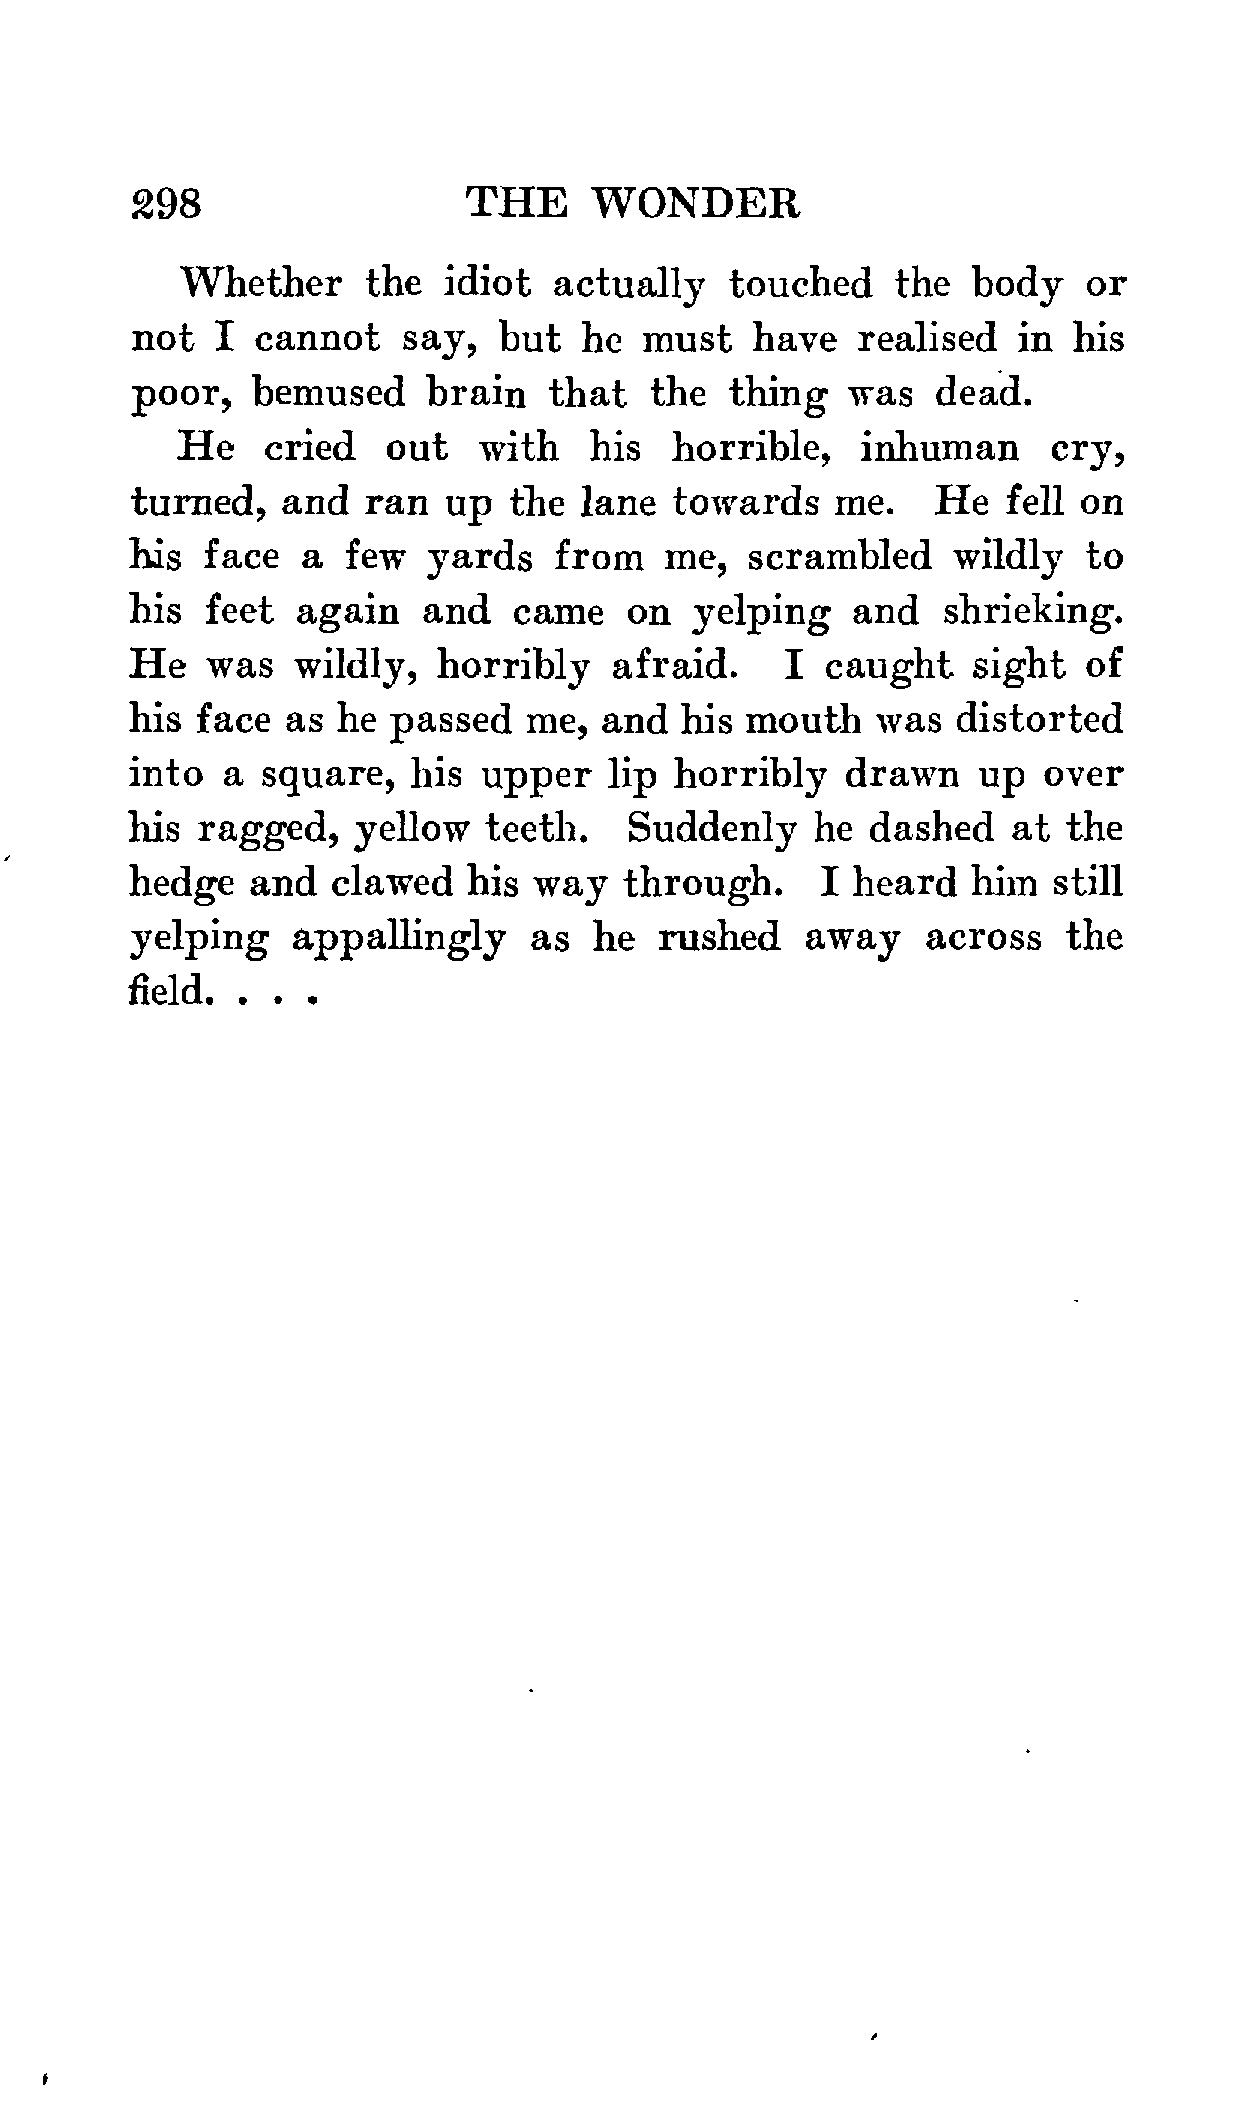 298 THE WONDER
Whether the idiot actually touched the body or
not I cannot say, but he must have realised in his
poor, bemused brain that the thing was dead.
He cried out with his horrible, inhuman cry,
turned, and ran up the lane towards me. He fell on
his face a few yards from me, scrambled wildly to
his feet again and came on yelping and shrieking.
He was wildly, horribly afraid. I caught sight of
his face as he passed me, and his mouth was distorted
into a square, his upper lip horribly drawn up over
his ragged, yellow teeth. Suddenly he dashed at the
hedge and clawed his way through. I heard him still
yelping appallingly as he rushed away across the
field. . . .